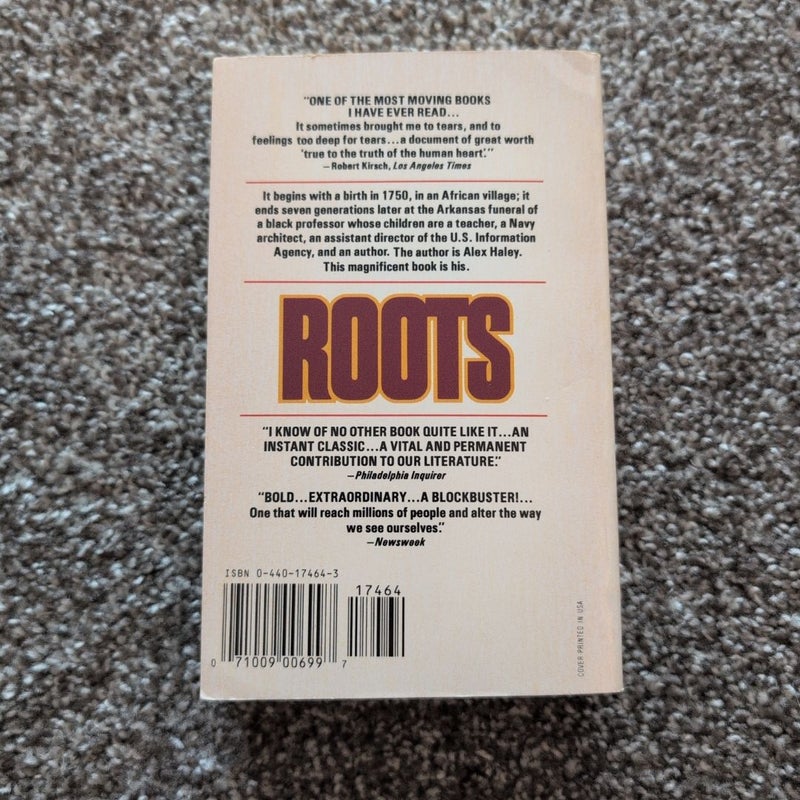 "ONE OF THE MOST MOVING BOOKS
I HAVE EVER READ...
It sometimes brought me to tears, and to
feelings too deep for tears...a document of great worth
'true to the truth of the human heart.'"
—Robert Kirsch, Los Angeles Times
It begins with a birth in 1750, in an African village; it
ends seven generations later at the Arkansas funeral of
a black professor whose children are a teacher, a Navy
architect, an assistant director of the U.S. Information
Agency, and an author. The author is Alex Haley.
This magnificent book is his.
ROOTS
"I KNOW OF NO OTHER BOOK QUITE LIKE IT...AN
INSTANT CLASSIC...A VITAL AND PERMANENT
CONTRIBUTION TO OUR LITERATURE."
—Philadelphia Inquirer
"BOLD...EXTRAORDINARY...A BLOCKBUSTER!...
One that will reach millions of people and alter the way
we see ourselves."
—Newsweek
ISBN 0-440-17464-3
17464
0 71009 00699 7
COVER PRINTED IN USA